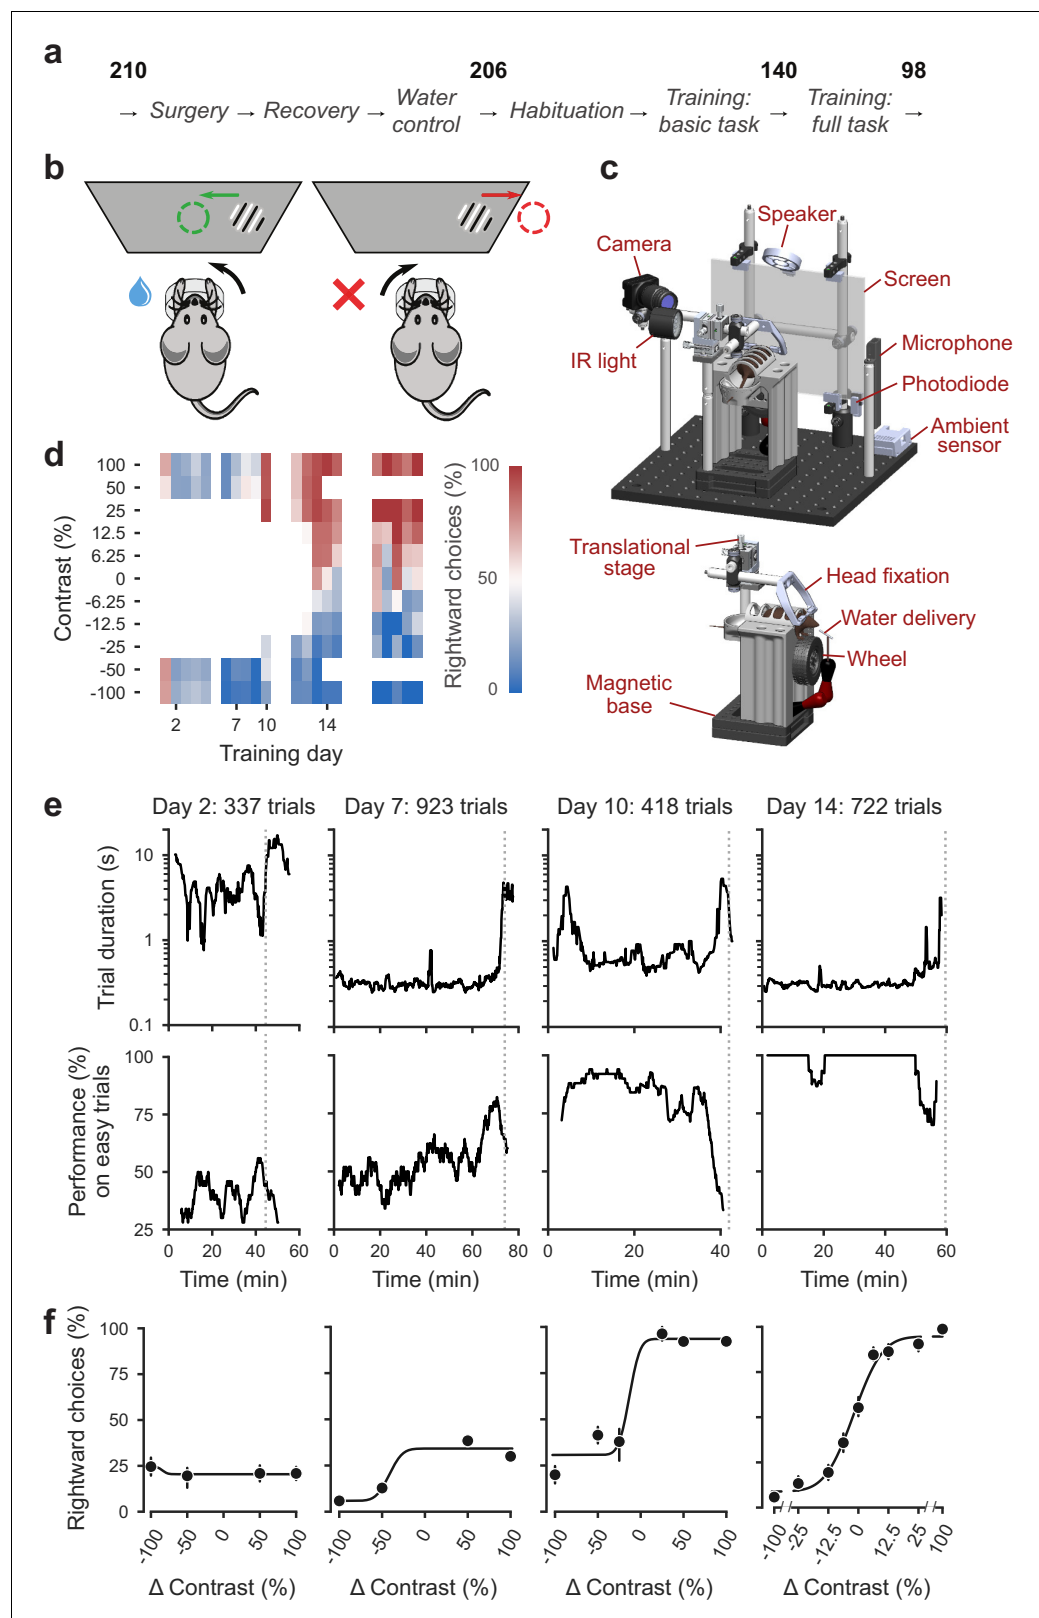 a
210 206 140 98
→ Surgery → Recovery → Water control → Habituation → Training: basic task → Training: full task →
b
c
Speaker
Camera
Screen
IR light
Microphone
Photodiode
Ambient
sensor
Translational
stage
Head fixation
Water delivery
Wheel
Magnetic
base
d
Contrast (%)
100
50
25
12.5
6.25
0
-6.25
-12.5
-25
-50
-100
2 7 10 14
Training day
Rightward choices (%)
100
50
0
e
Day 2: 337 trials Day 7: 923 trials Day 10: 418 trials Day 14: 722 trials
Trial duration (s)
10
1
0.1
Performance (%)
on easy trials
100
75
50
25
0 20 40 60 0 20 40 60 80 0 20 40 0 20 40 60
Time (min) Time (min) Time (min) Time (min)
f
Rightward choices (%)
100
75
50
25
0
-100 -50 0 50 100 -100 -50 0 50 100 -100 -50 0 50 100 -100 -25 -12.5 0 12.5 25 100
Δ Contrast (%) Δ Contrast (%) Δ Contrast (%) Δ Contrast (%)